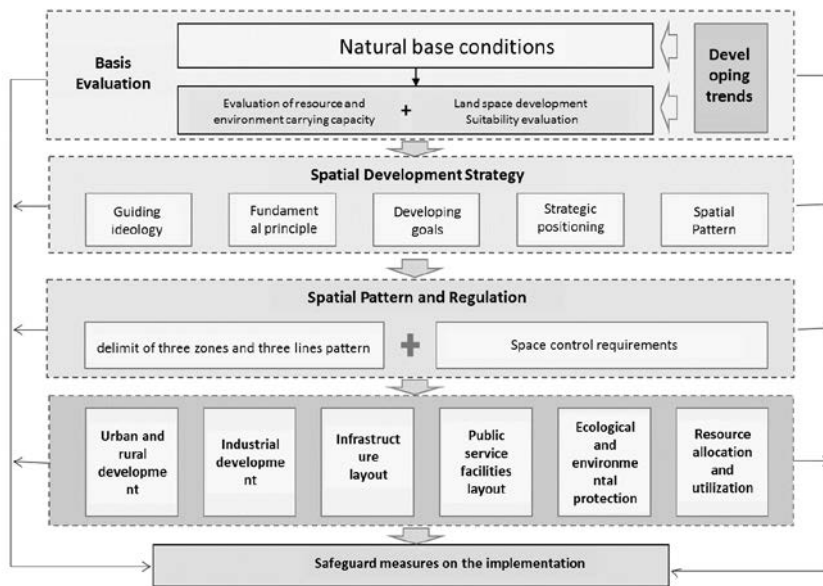 Basis
Evaluation
Natural base conditions
Devel
oping
trends
Evaluation of resource and
environment carrying capacity
+
Land space development
Suitability evaluation
Spatial Development Strategy
Guiding
ideology
Fundament
al principle
Developing
goals
Strategic
positioning
Spatial
Pattern
Spatial Pattern and Regulation
delimit of three zones and three lines pattern
+
Space control requirements
Urban and
rural
developme
nt
Industrial
developme
nt
Infrastruct
ure
layout
Public
service
facilities
layout
Ecological
and
environme
ntal
protection
Resource
allocation
and
utilization
Safeguard measures on the implementation